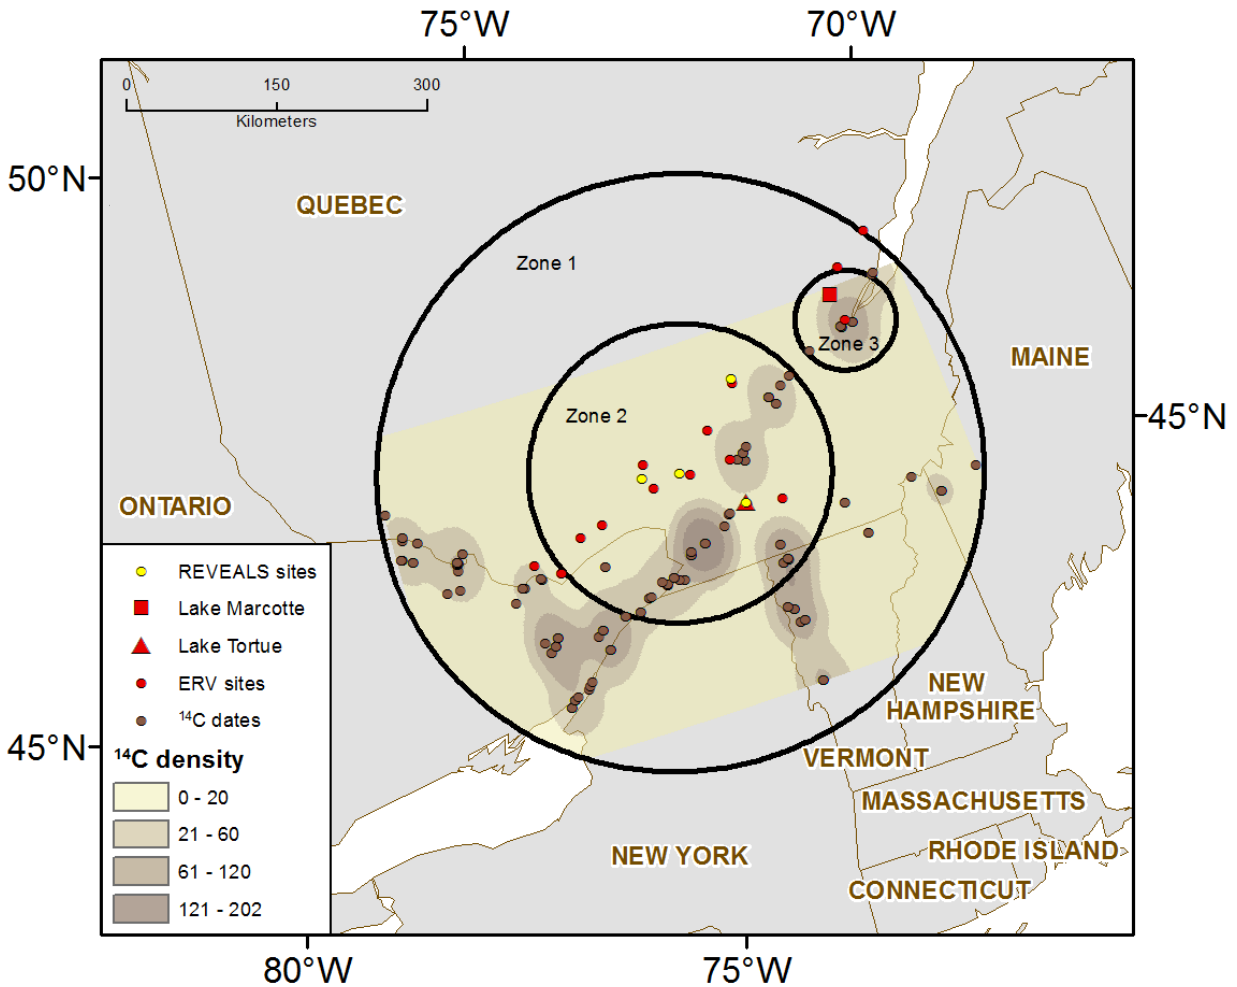 75°W 70°W
0 150 300
Kilometers
50°N
QUEBEC
Zone 1
Zone 3
MAINE
Zone 2
45°N
ONTARIO
REVEALS sites
Lake Marcotte
Lake Tortue
ERV sites
¹⁴C dates
¹⁴C density
0 - 20
21 - 60
61 - 120
121 - 202
45°N
NEW
HAMPSHIRE
VERMONT
MASSACHUSETTS
NEW YORK
RHODE ISLAND
CONNECTICUT
80°W 75°W